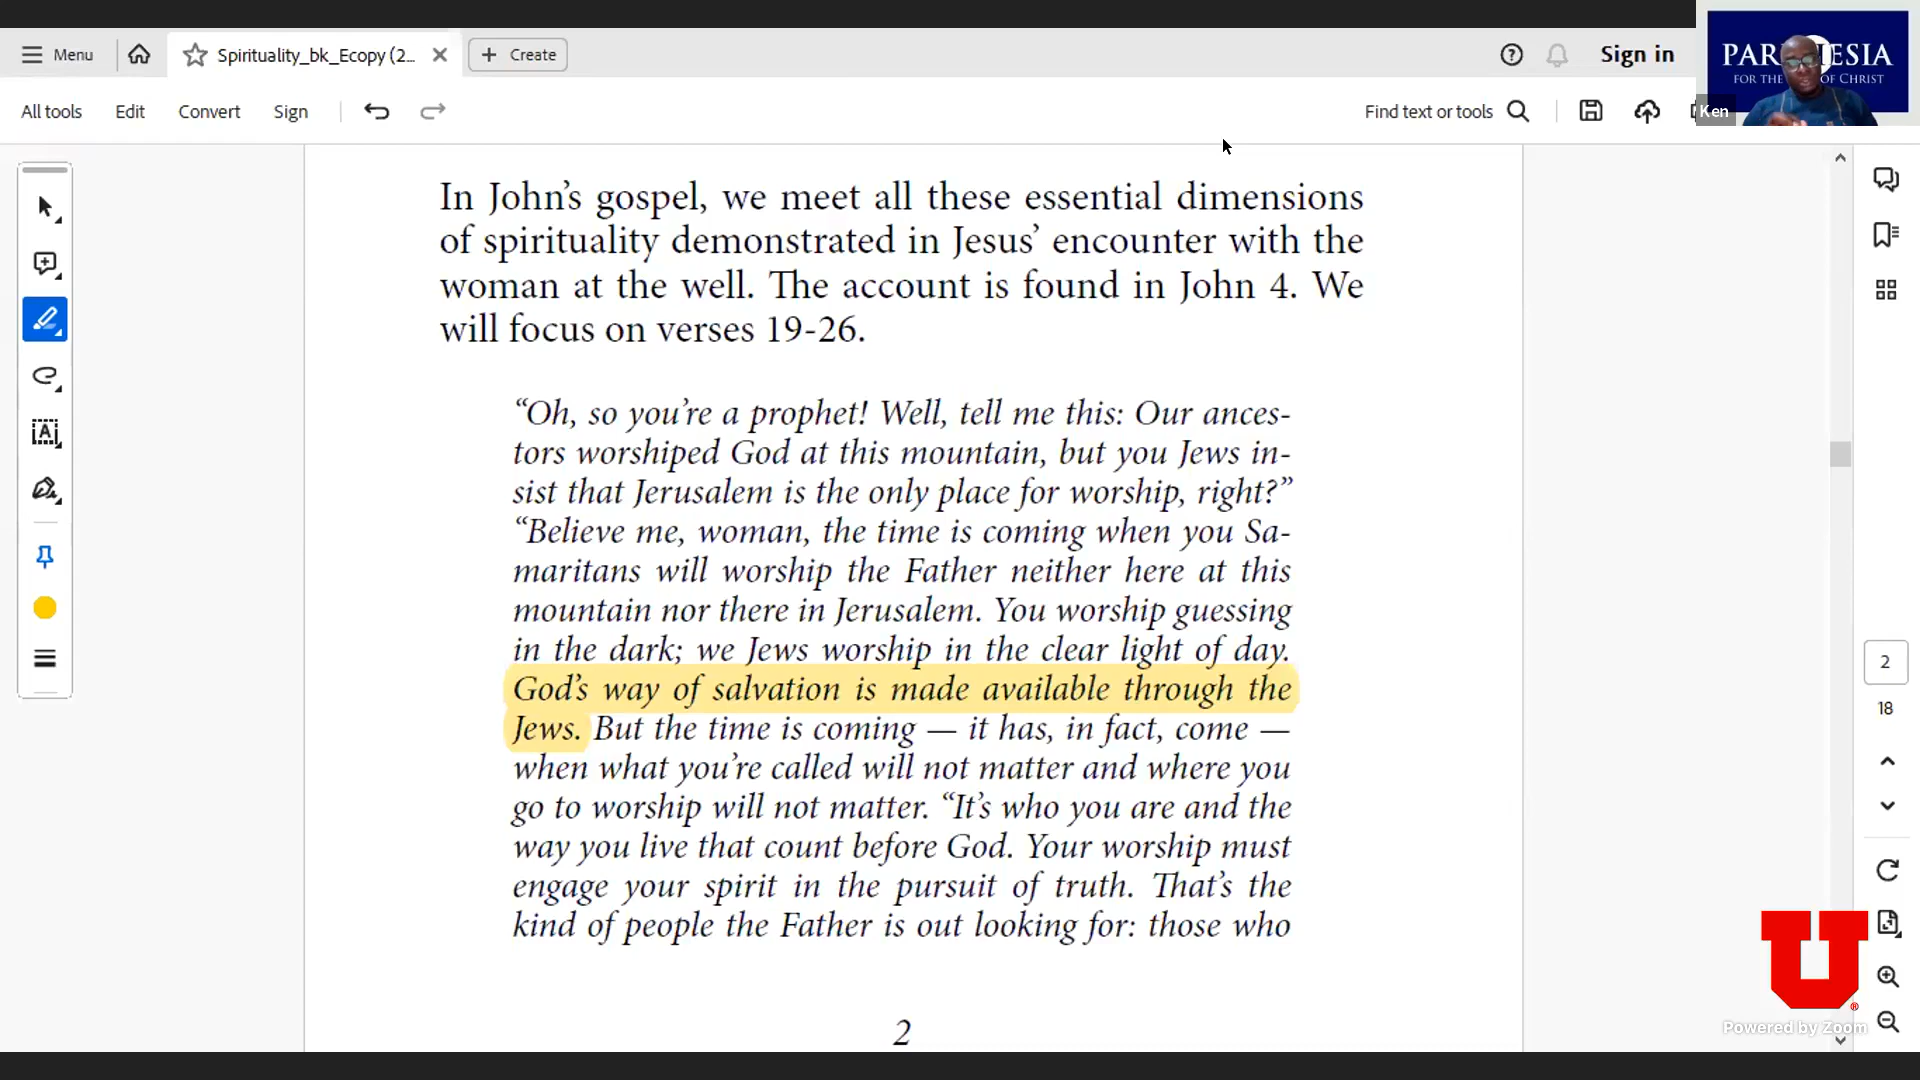 Menu
Spirituality_bk_Ecopy (2...
Create
Sign in
All tools
Edit
Convert
Sign
Find text or tools
Ken
FOR THE
OF CHRIST
In John’s gospel, we meet all these essential dimensions
of spirituality demonstrated in Jesus’ encounter with the
woman at the well. The account is found in John 4. We
will focus on verses 19-26.
“Oh, so you’re a prophet! Well, tell me this: Our ances-
tors worshiped God at this mountain, but you Jews in-
sist that Jerusalem is the only place for worship, right?”
“Believe me, woman, the time is coming when you Sa-
maritans will worship the Father neither here at this
mountain nor there in Jerusalem. You worship guessing
in the dark; we Jews worship in the clear light of day.
God’s way of salvation is made available through the
Jews. But the time is coming — it has, in fact, come —
when what you’re called will not matter and where you
go to worship will not matter. “It’s who you are and the
way you live that count before God. Your worship must
engage your spirit in the pursuit of truth. That’s the
kind of people the Father is out looking for: those who
2
2
18
U
Powered by Zoom